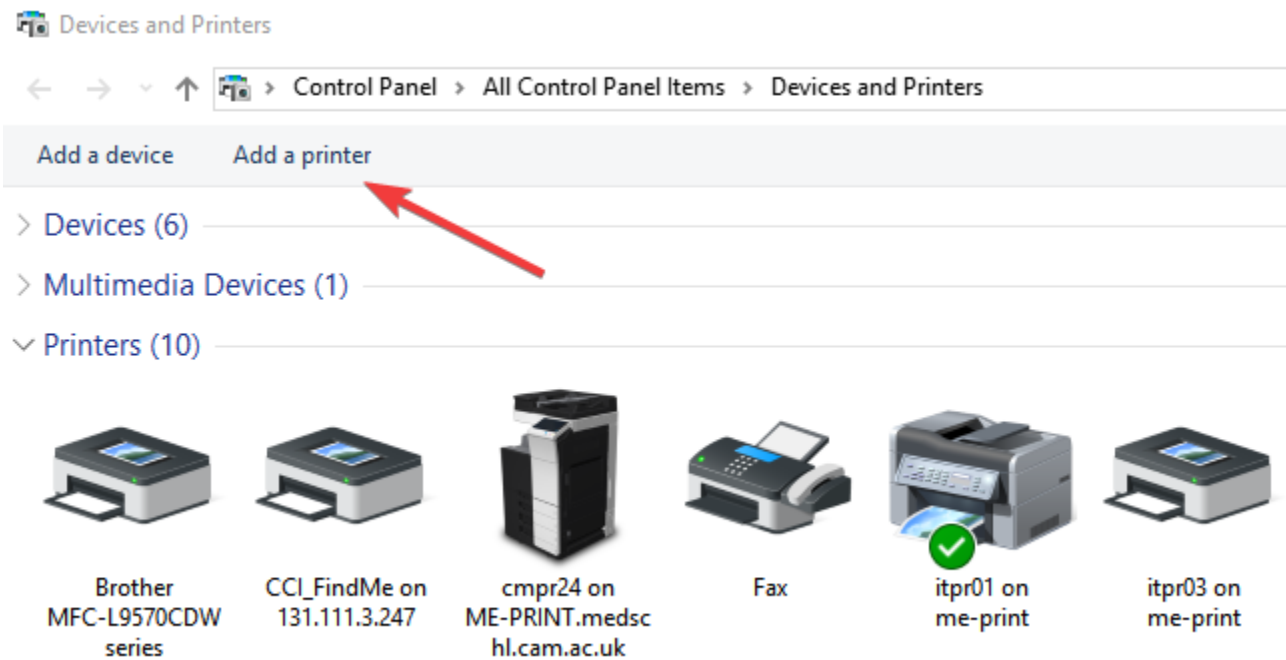 Devices and Printers
Control Panel > All Control Panel Items > Devices and Printers
Add a device Add a printer
Devices (6)
Multimedia Devices (1)
Printers (10)
Brother
MFC-L9570CDW
series
CCI_FindMe on
131.111.3.247
cmpr24 on
ME-PRINT.medsc
hl.cam.ac.uk
Fax
itpr01 on
me-print
itpr03 on
me-print